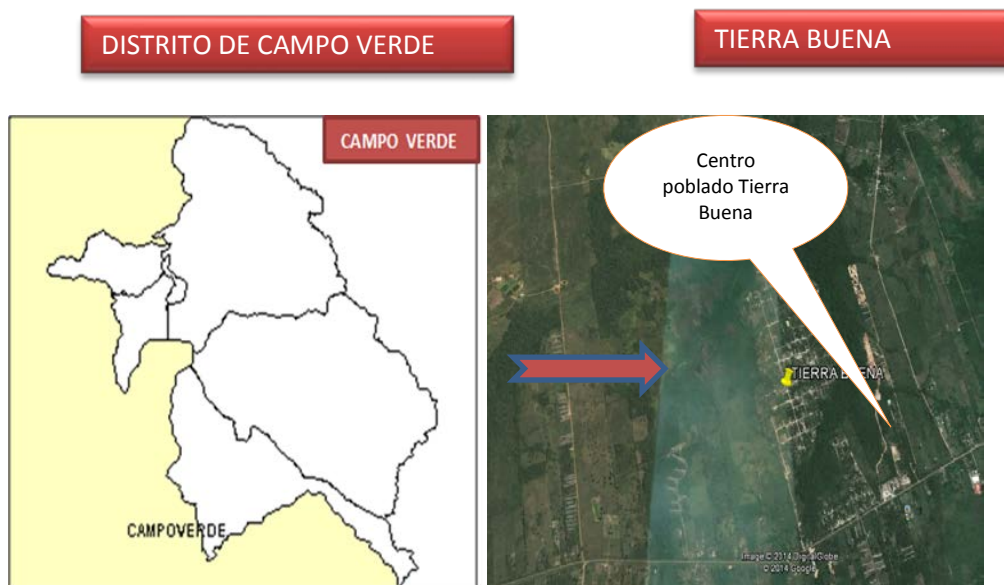 DISTRITO DE CAMPO VERDE
TIERRA BUENA
CAMPO VERDE
CAMPOVERDE
Centro
poblado Tierra
Buena
TIERRA BUENA
Image © 2014 DigitalGlobe
© 2014 Google